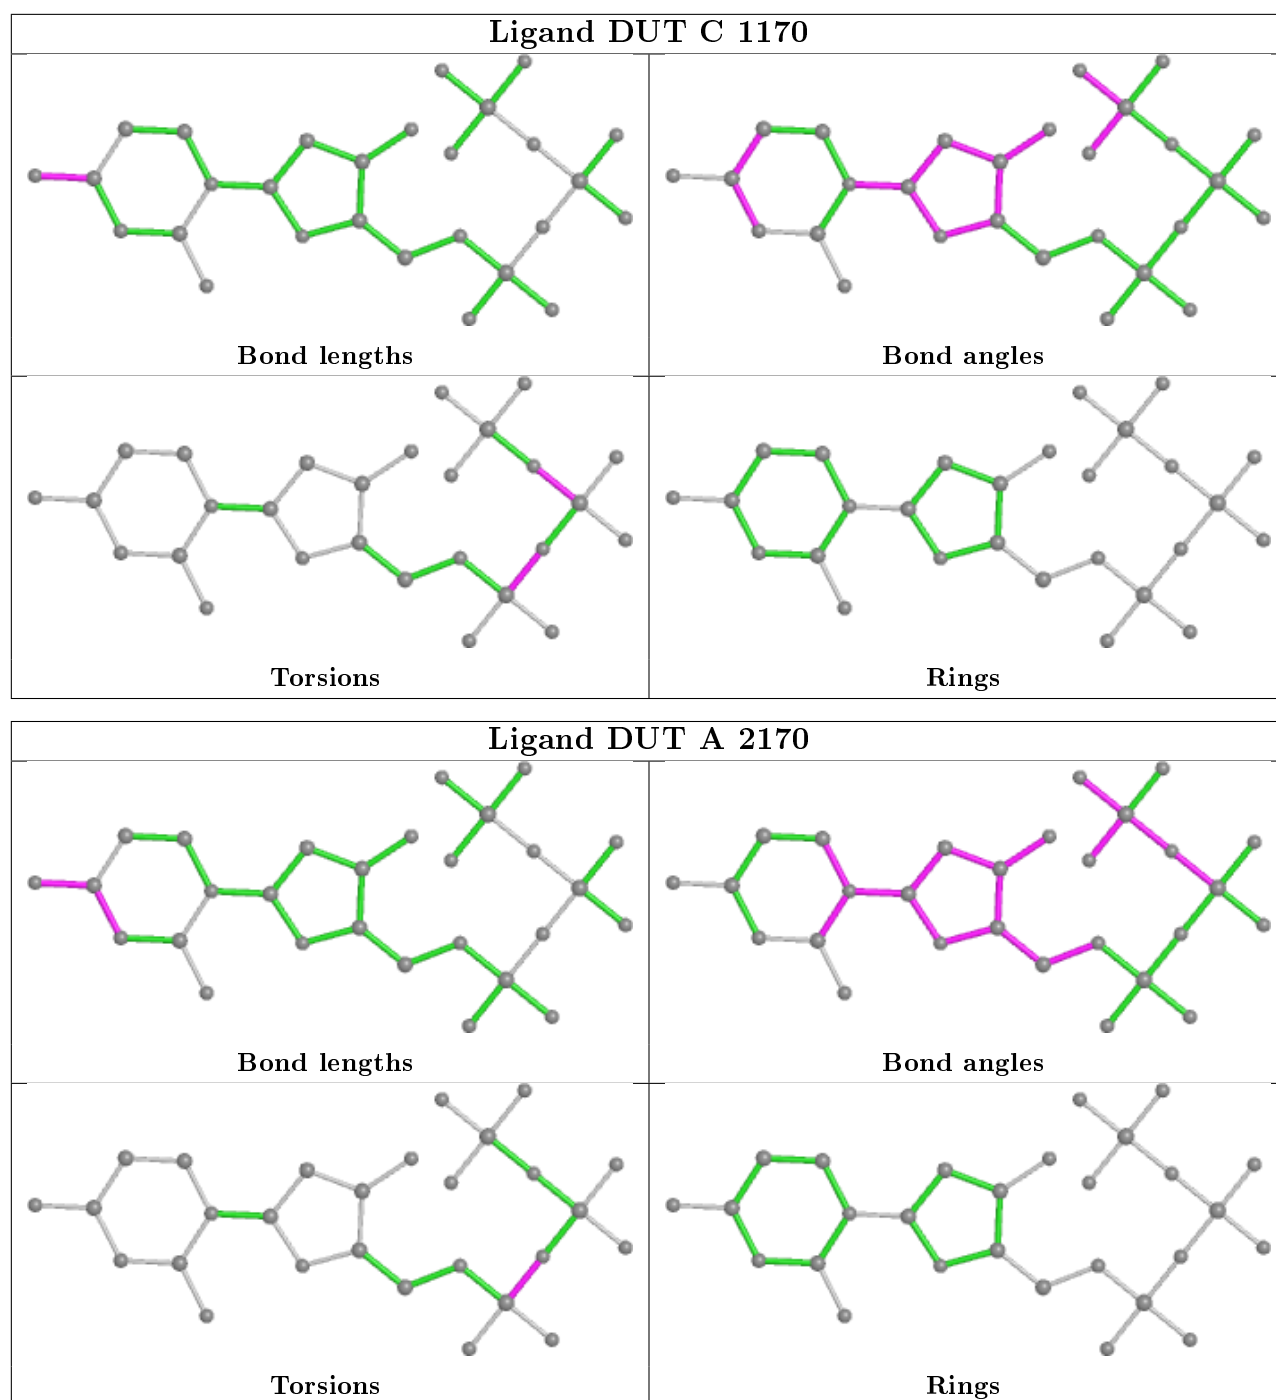 Ligand DUT C 1170
Bond lengths
Bond angles
Torsions
Rings
Ligand DUT A 2170
Bond lengths
Bond angles
Torsions
Rings